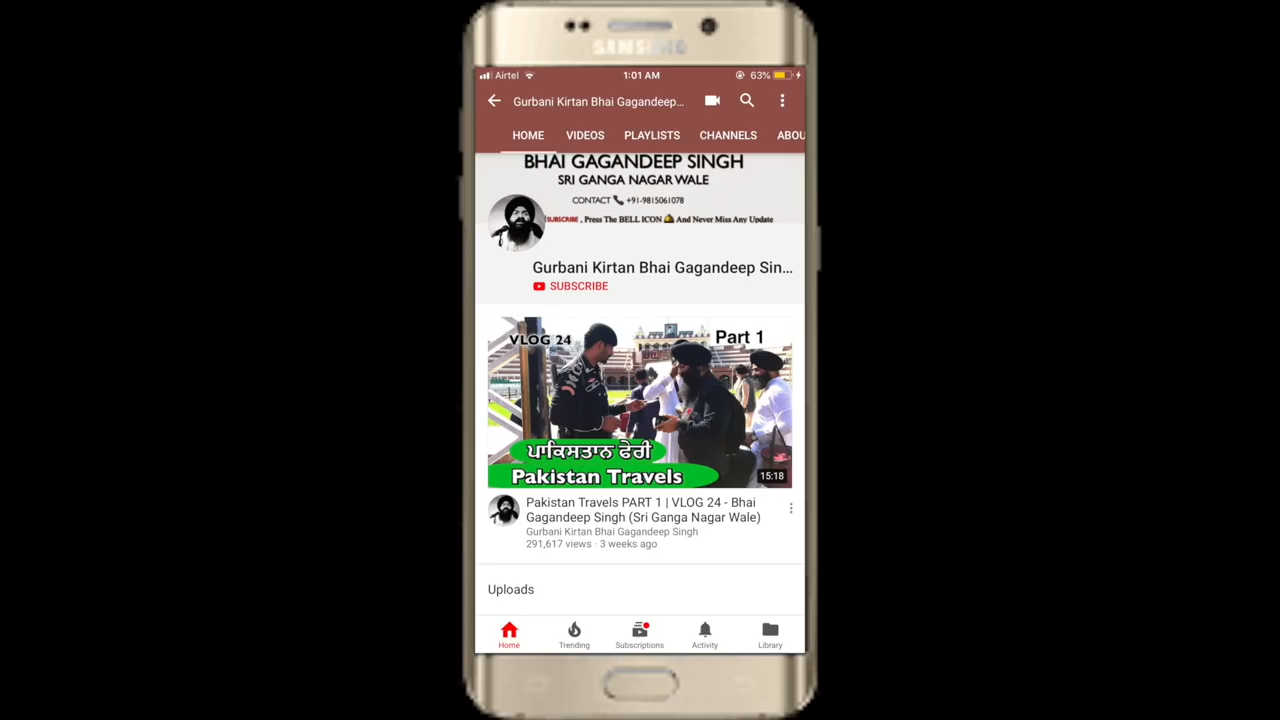 SAMSUNG
Airtel 1:01 AM 63%
Gurbani Kirtan Bhai Gagandeep...
HOME VIDEOS PLAYLISTS CHANNELS ABOU
BHAI GAGANDEEP SINGH
SRI GANGA NAGAR WALE
CONTACT +91-9815061078
SUBSCRIBE , Press The BELL ICON And Never Miss Any Update
Gurbani Kirtan Bhai Gagandeep Sin...
SUBSCRIBE
VLOG 24 Part 1
ਪਾਕਿਸਤਾਨ ਫੇਰੀ
Pakistan Travels
15:18
Pakistan Travels PART 1 | VLOG 24 - Bhai
Gagandeep Singh (Sri Ganga Nagar Wale)
Gurbani Kirtan Bhai Gagandeep Singh
291,617 views · 3 weeks ago
Uploads
Home Trending Subscriptions Activity Library